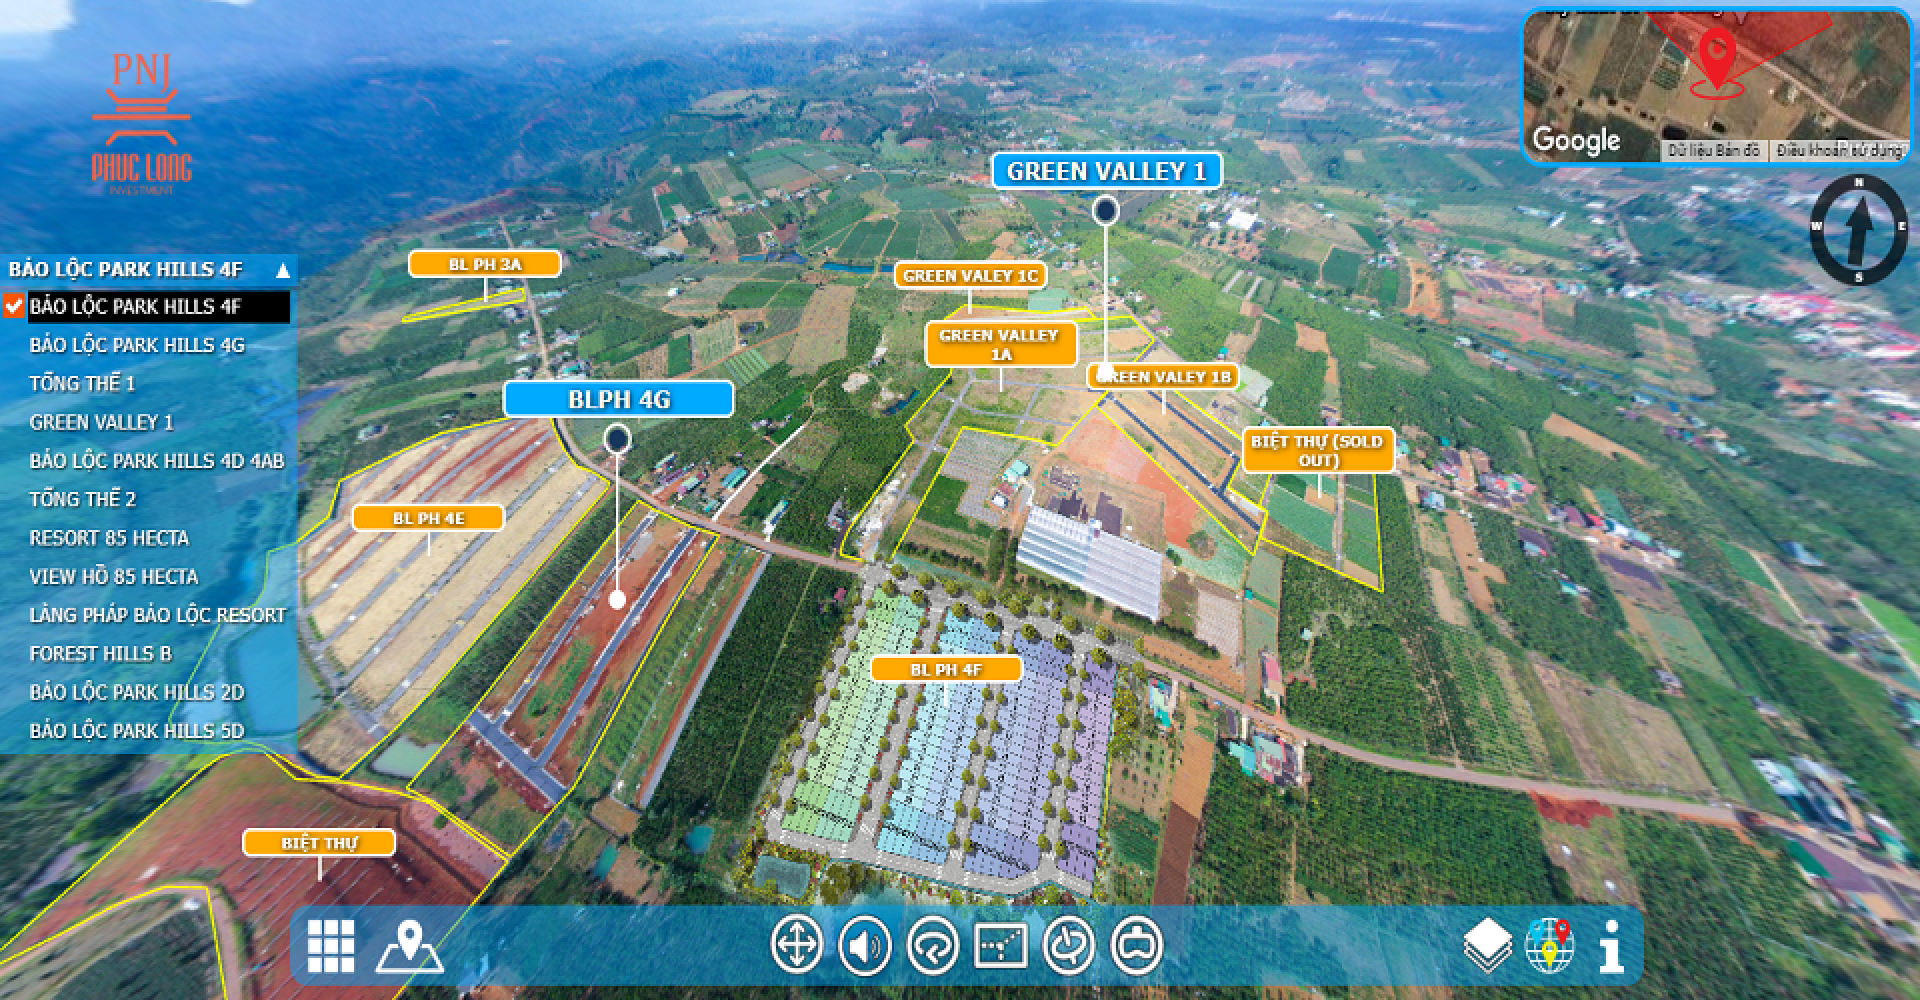 PNJ
PHUC LONG
INVESTMENT
BẢO LỘC PARK HILLS 4F ▲
BẢO LỘC PARK HILLS 4F
BẢO LỘC PARK HILLS 4G
TỔNG THỂ 1
GREEN VALLEY 1
BẢO LỘC PARK HILLS 4D 4AB
TỔNG THỂ 2
RESORT 85 HECTA
VIEW HỒ 85 HECTA
LÀNG PHÁP BẢO LỘC RESORT
FOREST HILLS B
BẢO LỘC PARK HILLS 2D
BẢO LỘC PARK HILLS 5D
GREEN VALLEY 1
BL PH 3A
GREEN VALEY 1C
GREEN VALLEY
1A
GREEN VALEY 1B
BLPH 4G
BIỆT THỰ (SOLD
OUT)
BL PH 4E
BL PH 4F
BIỆT THỰ
Google
Dữ liệu Bản đồ
Điều khoản sử dụng
N
W
E
S